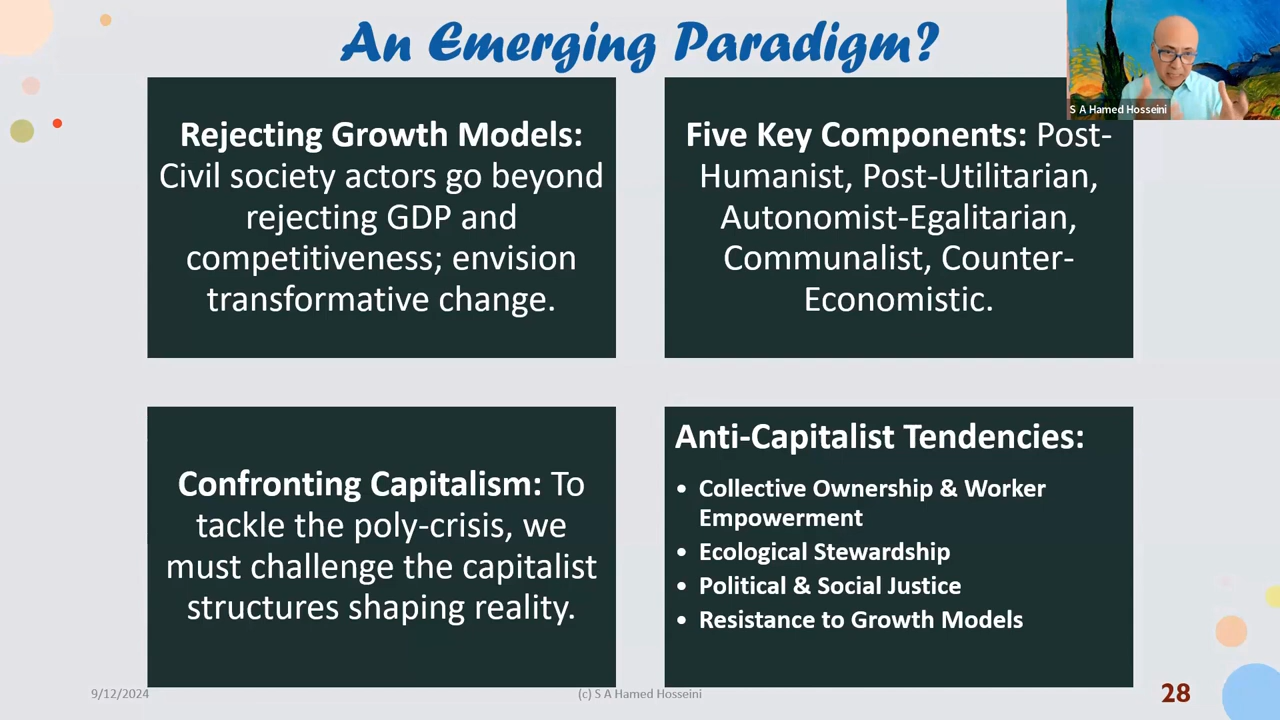 An Emerging Paradigm?
S A Hamed Hosseini
Rejecting Growth Models:
Civil society actors go beyond
rejecting GDP and
competitiveness; envision
transformative change.
Five Key Components: Post-
Humanist, Post-Utilitarian,
Autonomist-Egalitarian,
Communalist, Counter-
Economistic.
Confronting Capitalism: To
tackle the poly-crisis, we
must challenge the capitalist
structures shaping reality.
Anti-Capitalist Tendencies:
• Collective Ownership & Worker
Empowerment
• Ecological Stewardship
• Political & Social Justice
• Resistance to Growth Models
9/12/2024
(c) S A Hamed Hosseini
28